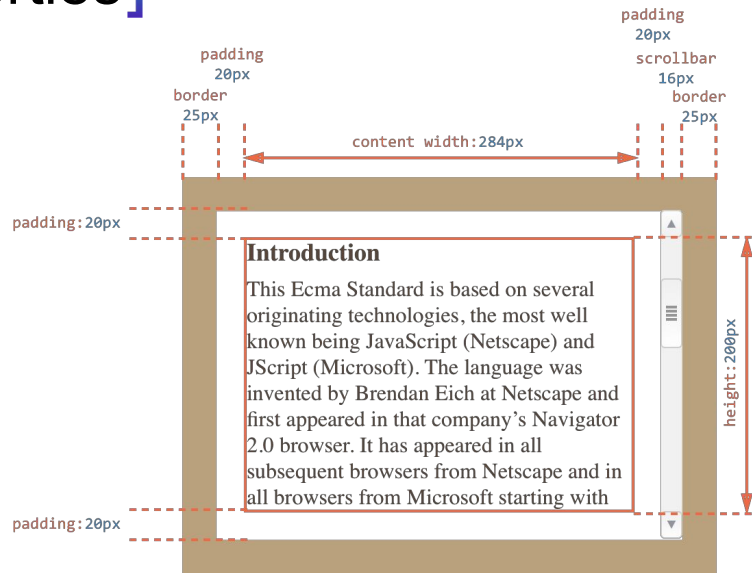 padding
20px
padding
20px
scrollbar
16px
border
25px
border
25px
content width:284px
padding:20px
Introduction
This Ecma Standard is based on several
originating technologies, the most well
known being JavaScript (Netscape) and
JScript (Microsoft). The language was
invented by Brendan Eich at Netscape and
first appeared in that company’s Navigator
2.0 browser. It has appeared in all
subsequent browsers from Netscape and in
all browsers from Microsoft starting with
height:200px
padding:20px